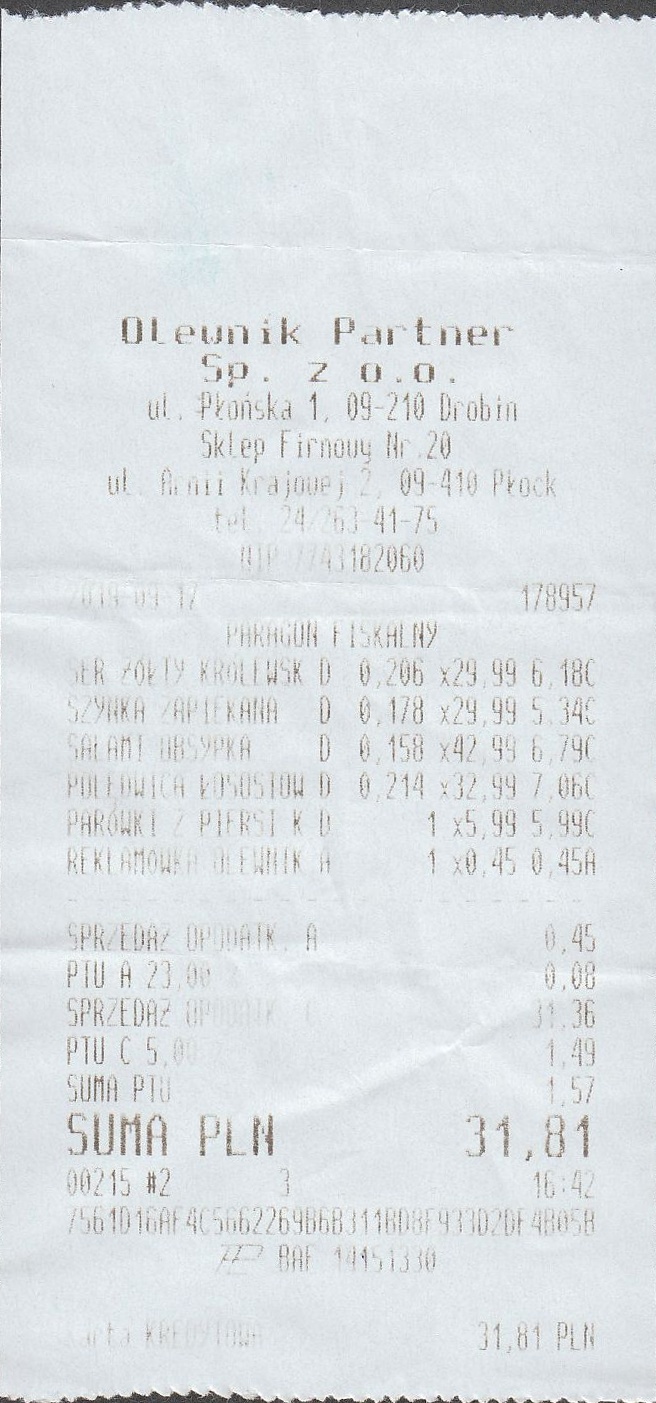 Olewnik Partner
Sp. z o.o.
ul. Płońska 1, 09-210 Drobin
Sklep Firmowy Nr 20
ul. Armii Krajowej 2, 09-410 Płock
tel. 24/263-41-75
NIP 7743182060
178957
PARAGON FISKALNY
SER ŻÓŁTY KRÓLEWSK D 0,206 x29,99 6,18C
SZYNKA ZAPIEKANA D 0,178 x29,99 5,34C
SALAMI OBSYPKA D 0,158 x42,99 6,79C
POLĘDWICA ŁOSOSIOW D 0,214 x32,99 7,06C
PARÓWKI Z PIERSI K D 1 x5,99 5,99C
REKLAMÓWKA OLEWNIK A 1 x0,45 0,45A
SPRZEDAŻ OPODATK. A 0,45
PTU A 23,00 % 0,08
SPRZEDAŻ OPODATK. C 31,36
PTU C 5,00 1,49
SUMA PTU 1,57
SUMA PLN 31,81
00215 #2 3 16:42
7561D16AF4C5662269B6B311BD8F933D2DF4B05B
BAF 14151330
Karta KREDYTOWA 31,81 PLN